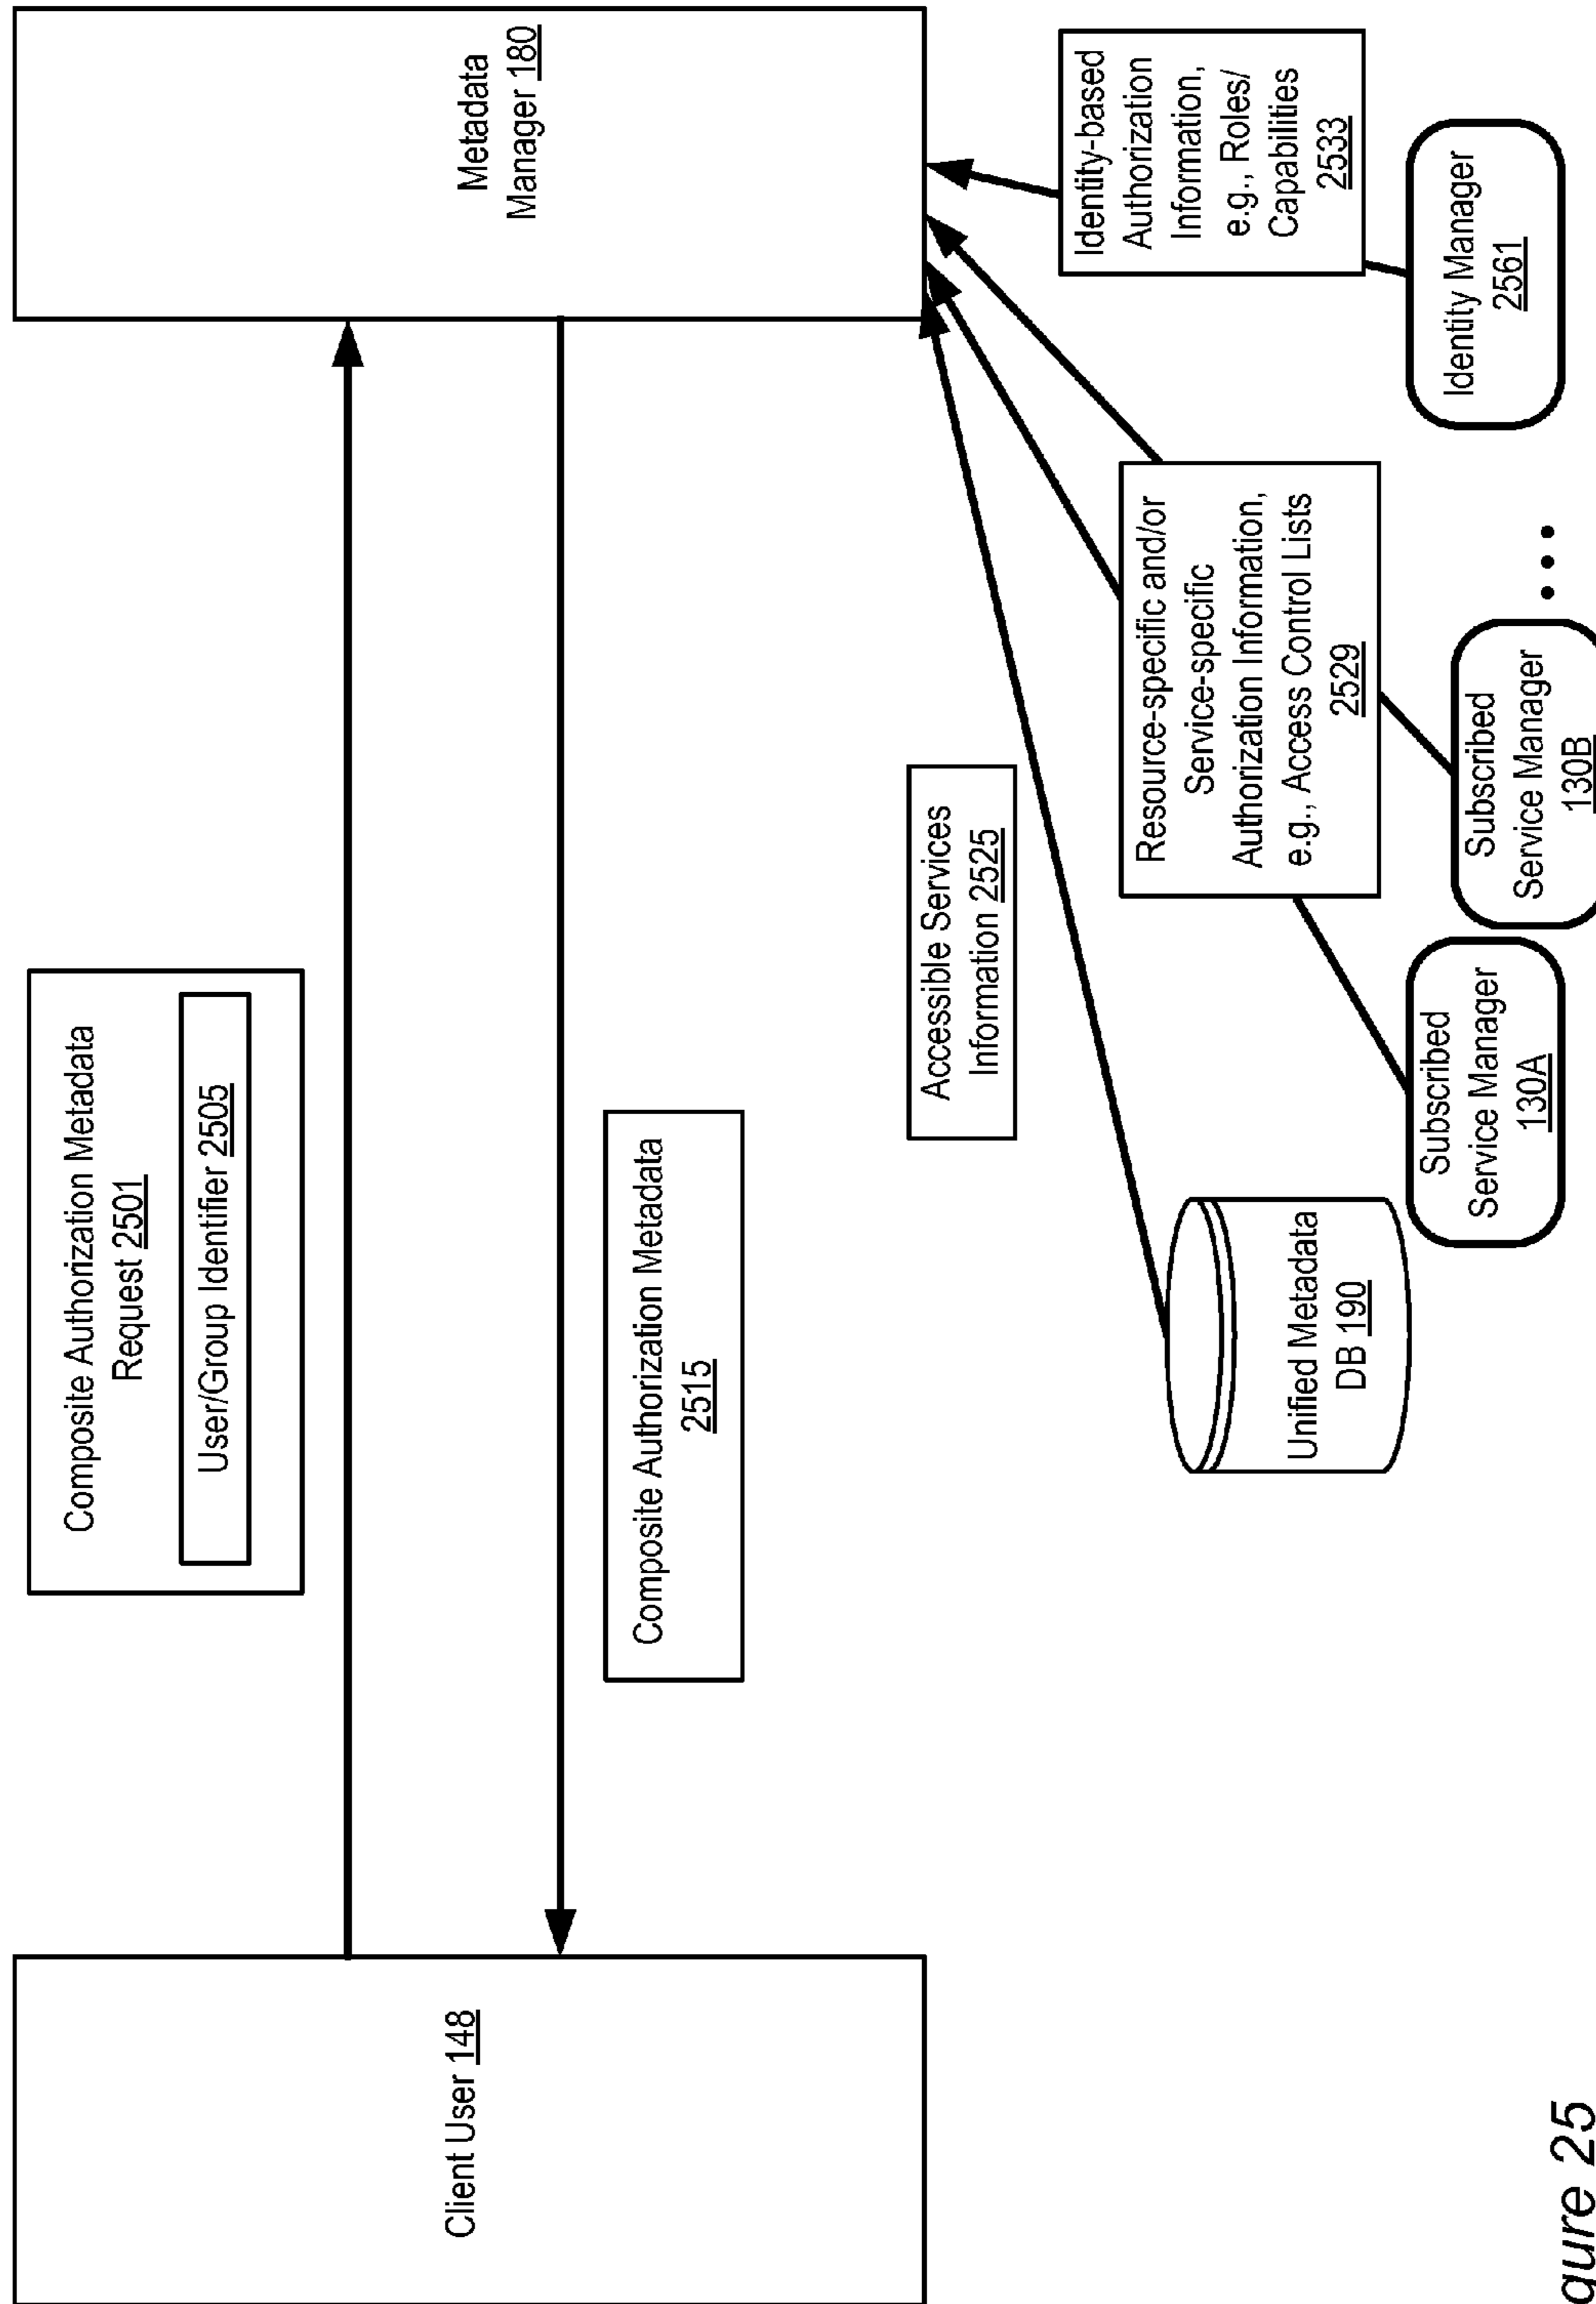 Composite Authorization Metadata
Request 2501
User/Group Identifier 2505
Client User 148
Metadata
Manager 180
Composite Authorization Metadata
2515
Accessible Services
Information 2525
Identity-based
Authorization
Information,
e.g., Roles/
Capabilities
2533
Resource-specific and/or
Service-specific
Authorization Information,
e.g., Access Control Lists
2529
Unified Metadata
DB 190
Subscribed
Service Manager
130A
Subscribed
Service Manager
130B
...
Identity Manager
2561
gure 25